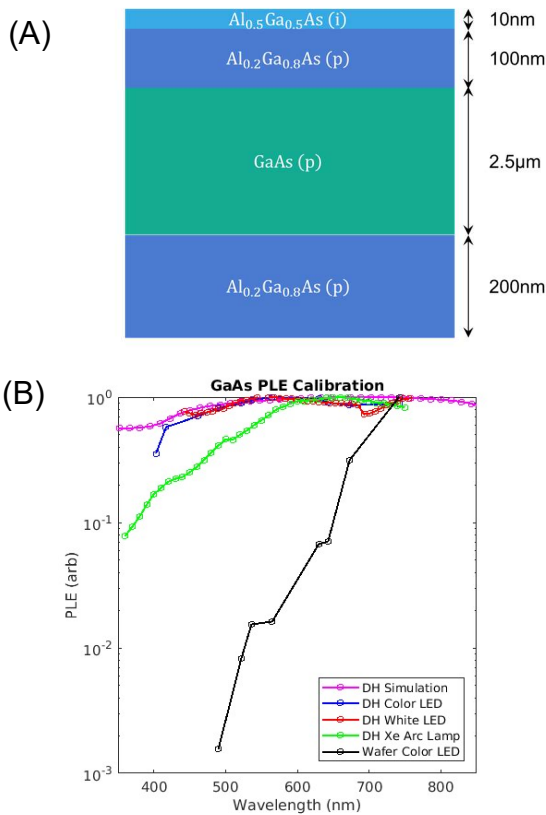 (A)
Al0.5Ga0.5As (i)
10nm
Al0.2Ga0.8As (p)
100nm
GaAs (p)
2.5μm
Al0.2Ga0.8As (p)
200nm
(B)
GaAs PLE Calibration
10^0
10^-1
10^-2
10^-3
PLE (arb)
DH Simulation
DH Color LED
DH White LED
DH Xe Arc Lamp
Wafer Color LED
400 500 600 700 800
Wavelength (nm)